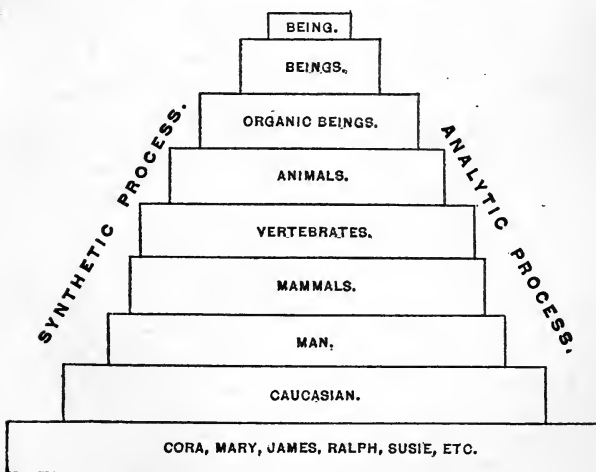 BEING.
BEINGS.
ORGANIC BEINGS.
ANIMALS.
VERTEBRATES.
MAMMALS.
MAN.
CAUCASIAN.
CORA, MARY, JAMES, RALPH, SUSIE, ETC.
SYNTHETIC PROCESS.
ANALYTIC PROCESS.